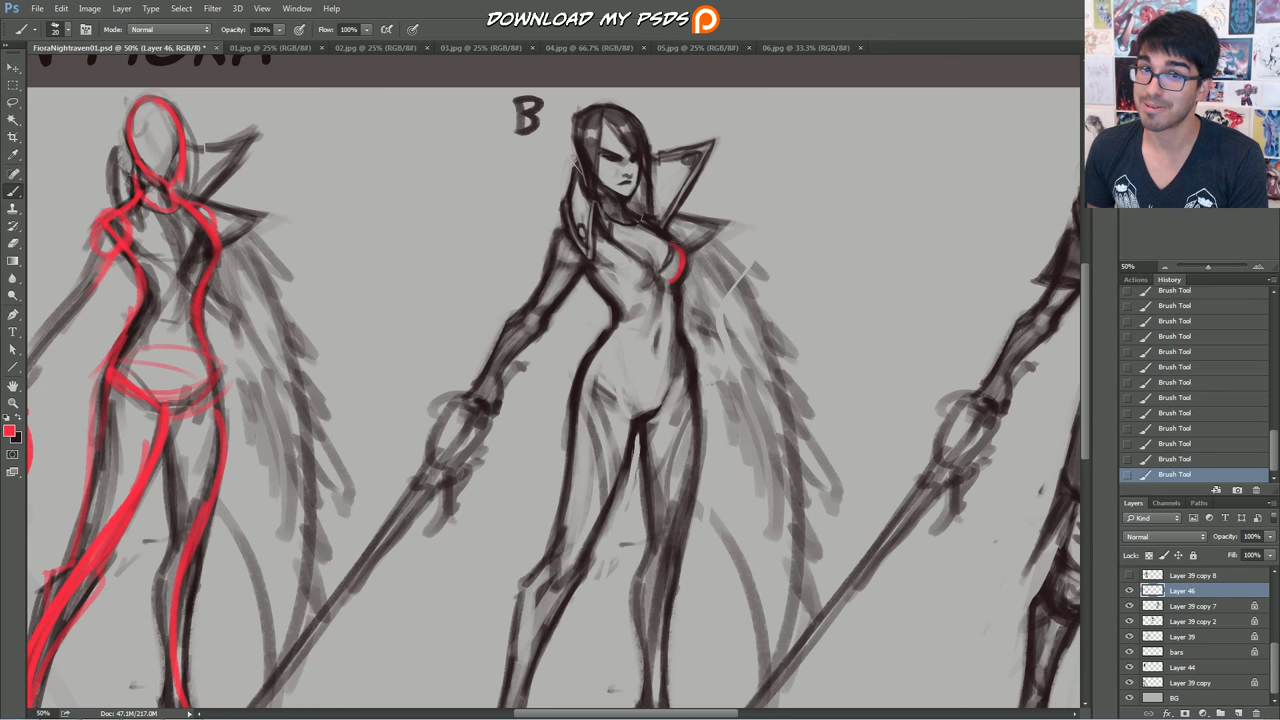 Ps File Edit Image Layer Type Select Filter 3D View Window Help
DOWNLOAD MY PSDS
20 Mode: Normal Opacity: 100% Flow: 100%
FioraNightraven01.psd @ 50% (Layer 46, RGB/8) * × 01.jpg @ 25% (RGB/8#) × 02.jpg @ 25% (RGB/8#) × 03.jpg @ 25% (RGB/8#) × 04.jpg @ 66.7% (RGB/8#) × 05.jpg @ 25% (RGB/8#) × 06.jpg @ 33.3% (RGB/8#) ×
B
50%
Actions History
Brush Tool
Brush Tool
Brush Tool
Brush Tool
Brush Tool
Brush Tool
Brush Tool
Brush Tool
Brush Tool
Brush Tool
Brush Tool
Brush Tool
Brush Tool
Layers Channels Paths
Kind
Normal Opacity: 100%
Lock: Fill: 100%
Layer 39 copy 8
Layer 46
Layer 39 copy 7
Layer 39 copy 2
Layer 39
bars
Layer 44
Layer 39 copy
BG
50% Doc: 47.1M/217.0M
fx